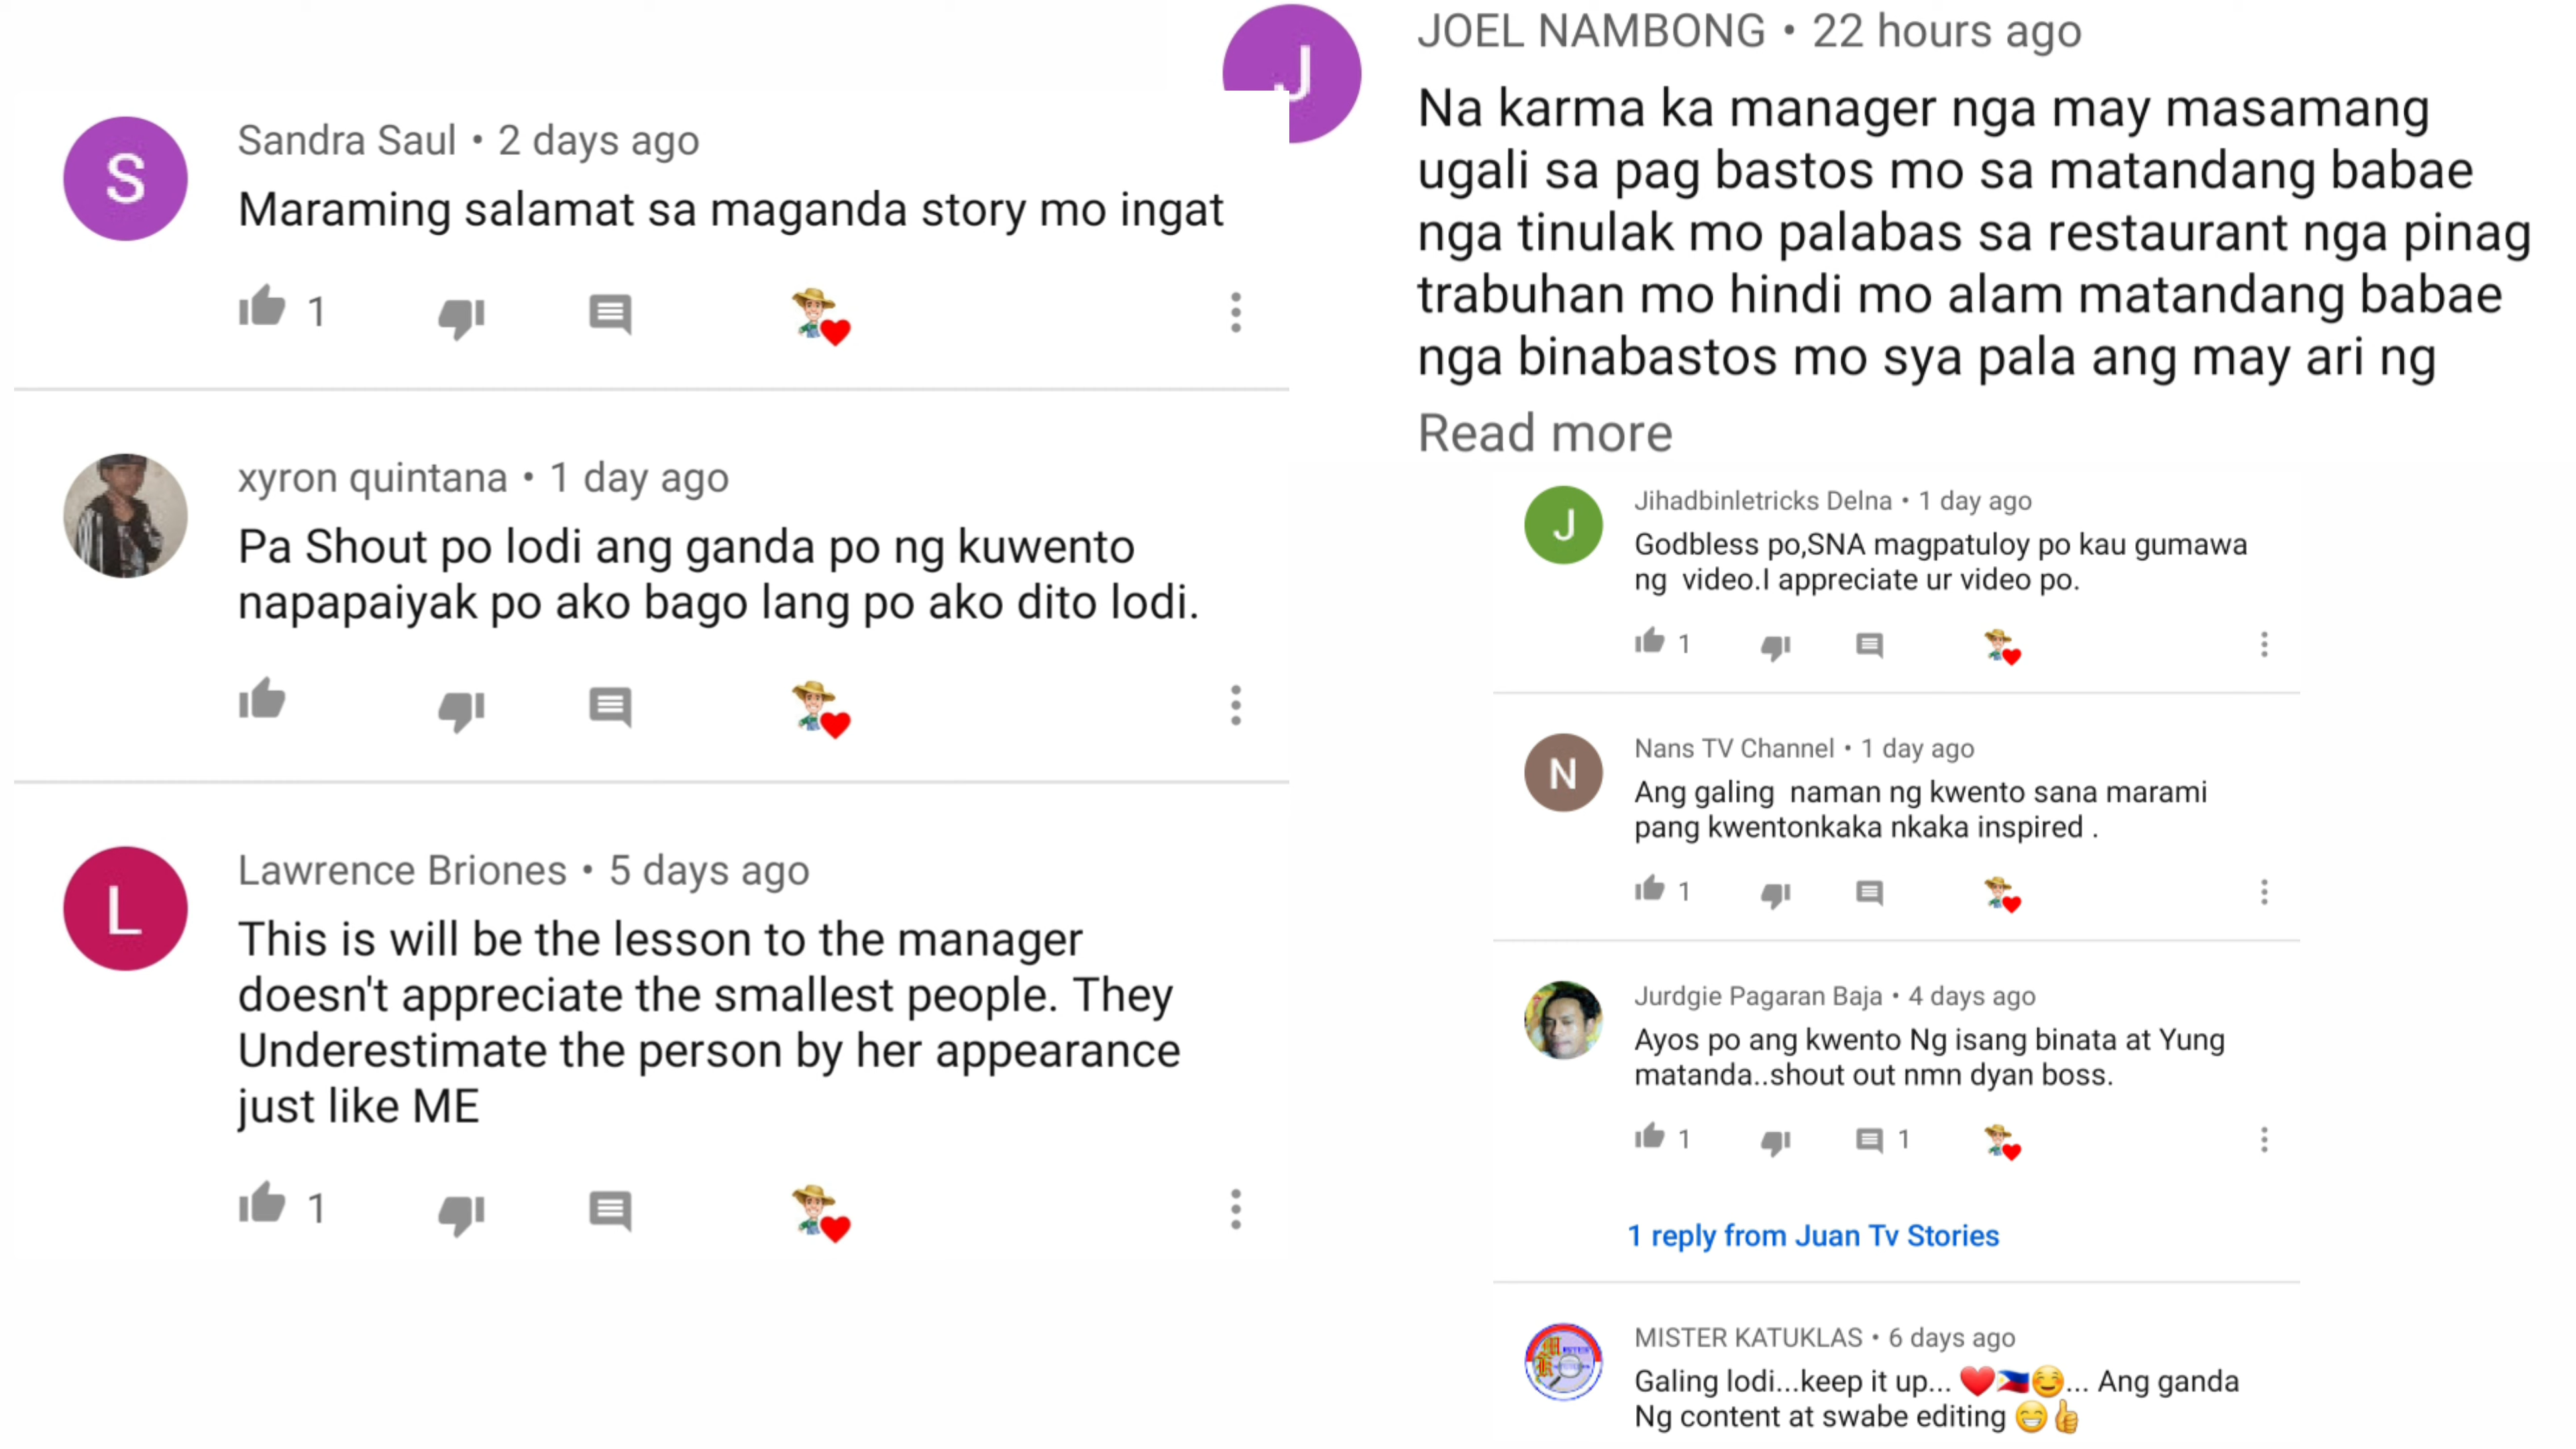 Sandra Saul • 2 days ago
Maraming salamat sa maganda story mo ingat
1
xyron quintana • 1 day ago
Pa Shout po lodi ang ganda po ng kuwento
napapaiyak po ako bago lang po ako dito lodi.
Lawrence Briones • 5 days ago
This is will be the lesson to the manager
doesn't appreciate the smallest people. They
Underestimate the person by her appearance
just like ME
1
JOEL NAMBONG • 22 hours ago
Na karma ka manager nga may masamang
ugali sa pag bastos mo sa matandang babae
nga tinulak mo palabas sa restaurant nga pinag
trabuhan mo hindi mo alam matandang babae
nga binabastos mo sya pala ang may ari ng
Read more
Jihadbinletricks Delna • 1 day ago
Godbless po,SNA magpatuloy po kau gumawa
ng video.I appreciate ur video po.
1
Nans TV Channel • 1 day ago
Ang galing naman ng kwento sana marami
pang kwentonkaka nkaka inspired .
1
Jurdgie Pagaran Baja • 4 days ago
Ayos po ang kwento Ng isang binata at Yung
matanda..shout out nmn dyan boss.
1 1
1 reply from Juan Tv Stories
MISTER KATUKLAS • 6 days ago
Galing lodi...keep it up... ❤️🇵🇭☺️... Ang ganda
Ng content at swabe editing 😁👍
S
L
J
J
N